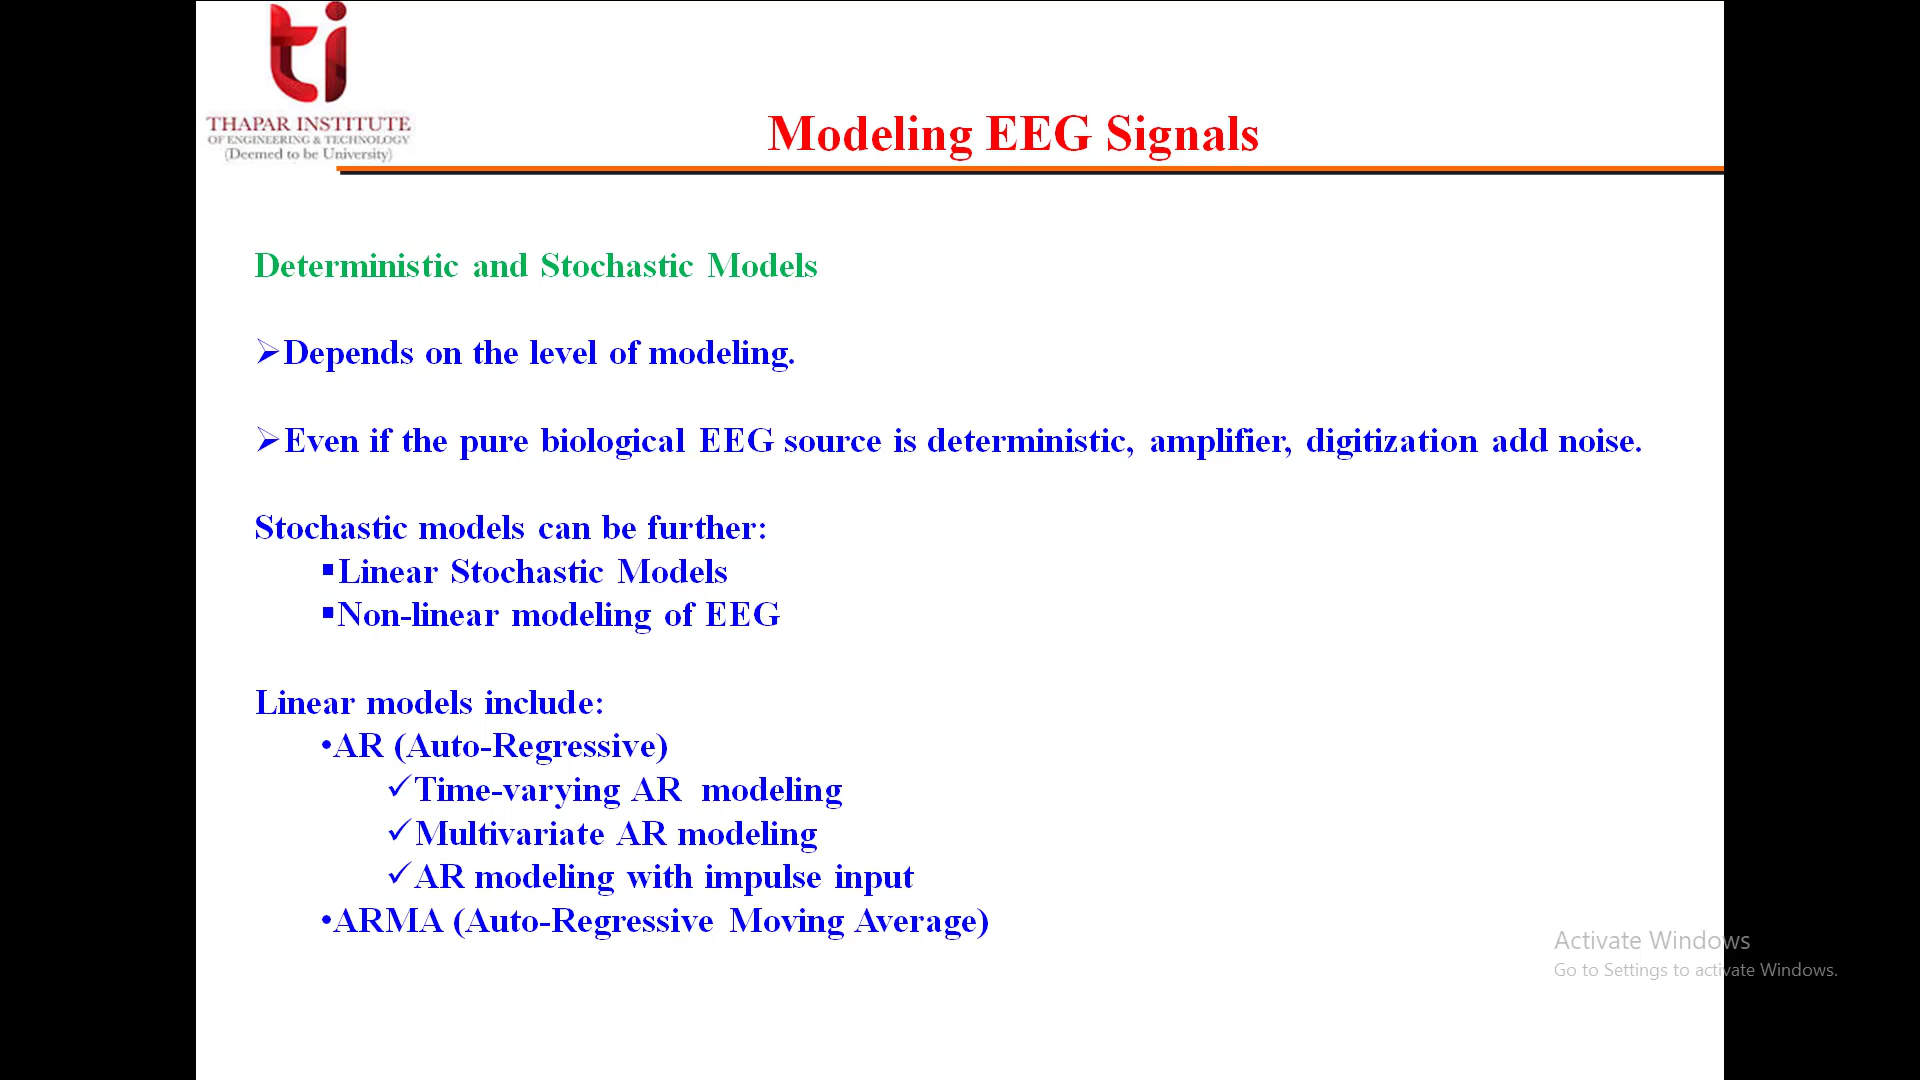 ti
THAPAR INSTITUTE
OF ENGINEERING & TECHNOLOGY
(Deemed to be University)
Modeling EEG Signals
Deterministic and Stochastic Models
➢Depends on the level of modeling.
➢Even if the pure biological EEG source is deterministic, amplifier, digitization add noise.
Stochastic models can be further:
▪Linear Stochastic Models
▪Non-linear modeling of EEG
Linear models include:
•AR (Auto-Regressive)
✓Time-varying AR modeling
✓Multivariate AR modeling
✓AR modeling with impulse input
•ARMA (Auto-Regressive Moving Average)
Activate Windows
Go to Settings to activate Windows.